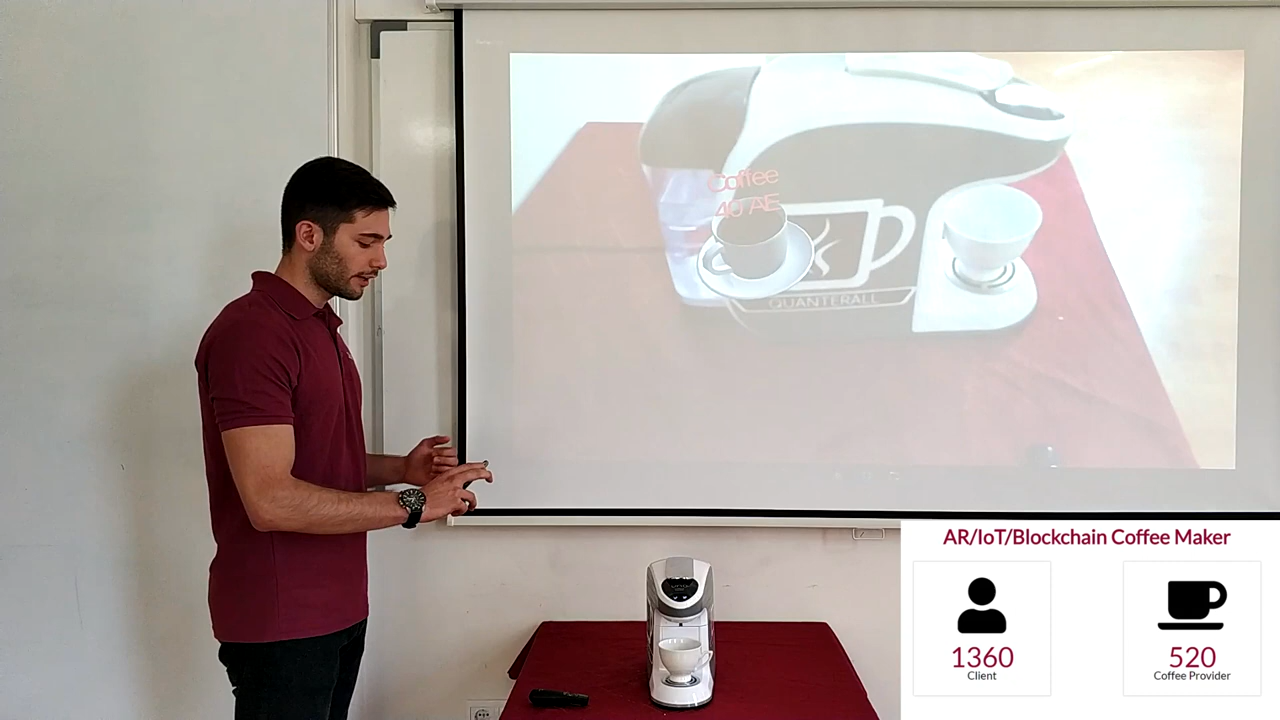 Coffee
40 AE
QUANTERALL
AR/IoT/Blockchain Coffee Maker
1360
Client
520
Coffee Provider